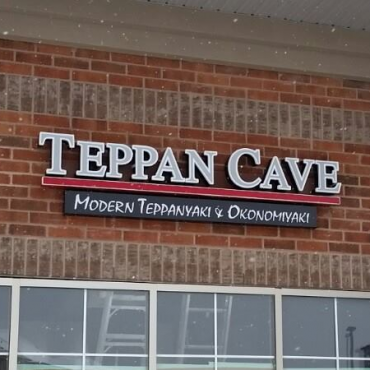 TEPPAN CAVE
MODERN TEPPANYAKI & OKONOMIYAKI